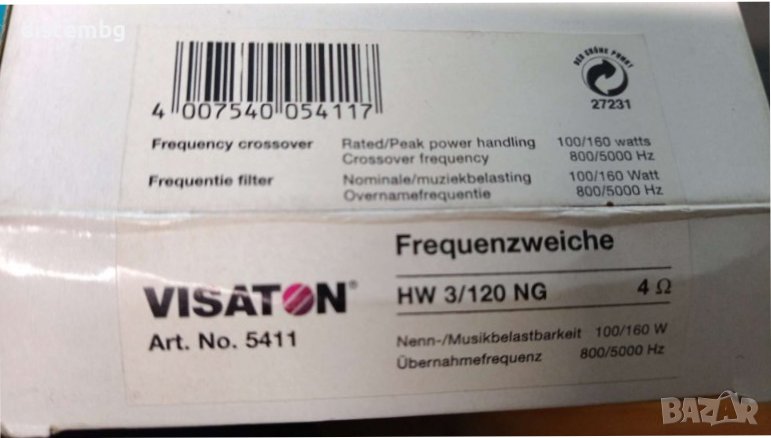 discembg
DER GRÜNE PUNKT
27231
4 007540 054117
Frequency crossover Rated/Peak power handling 100/160 watts
Crossover frequency 800/5000 Hz
Frequentie filter Nominale/muziekbelasting 100/160 Watt
Overnamefrequentie 800/5000 Hz
Frequenzweiche
VISATON® HW 3/120 NG 4 Ω
Art. No. 5411
Nenn-/Musikbelastbarkeit 100/160 W
Übernahmefrequenz 800/5000 Hz
BAZAR